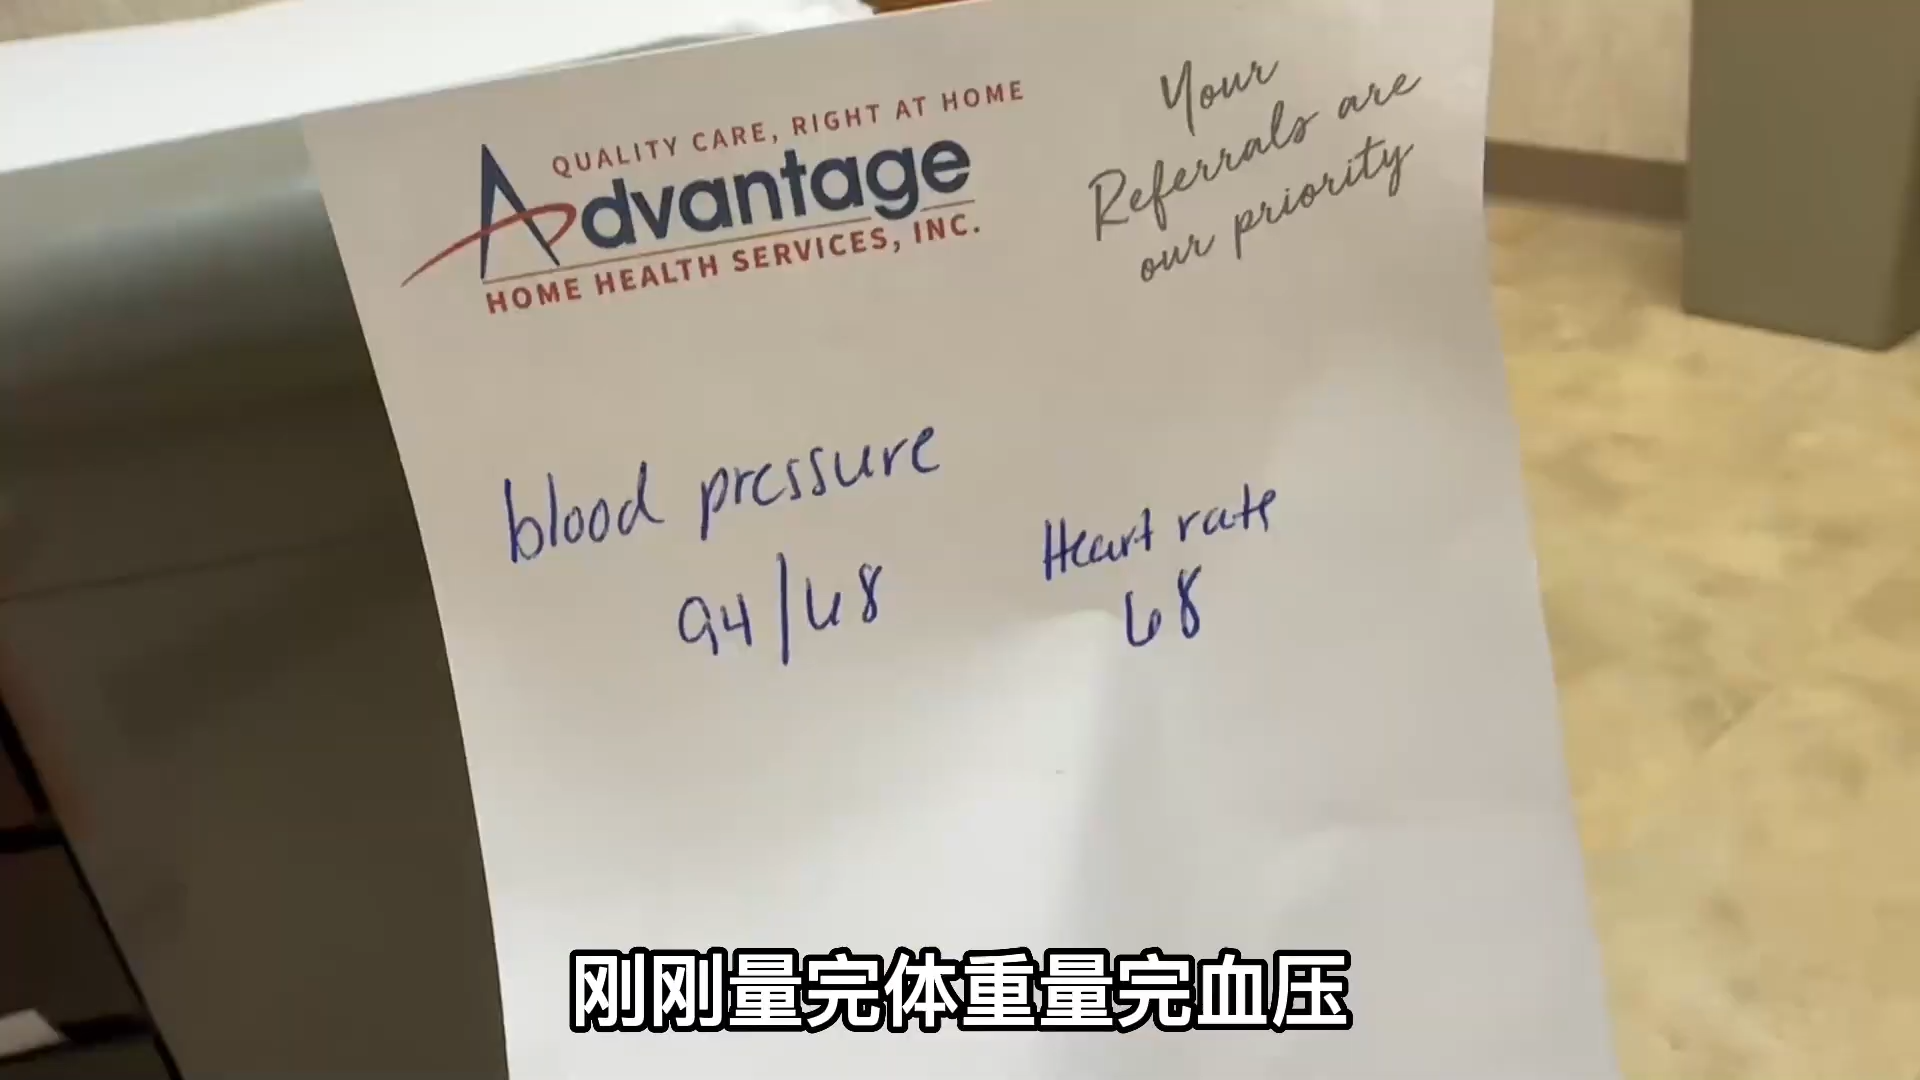 QUALITY CARE, RIGHT AT HOME
Advantage
HOME HEALTH SERVICES, INC.
Your
Referrals are
our priority
blood pressure
94/68
Heart rate
68
刚刚量完体重量完血压